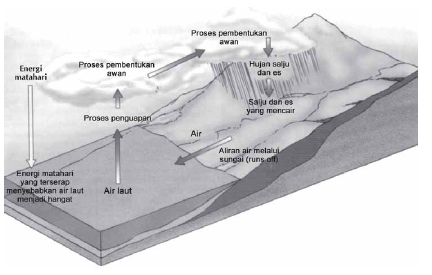 Proses pembentukan
awan
Energi
matahari
Proses pembentukan
awan
Hujan salju
dan es
Salju dan es
yang mencair
Proses penguapan
Air
Aliran air melalui
sungai (runs off)
Energi matahari
yang terserap
menyebabkan air laut
menjadi hangat
Air laut